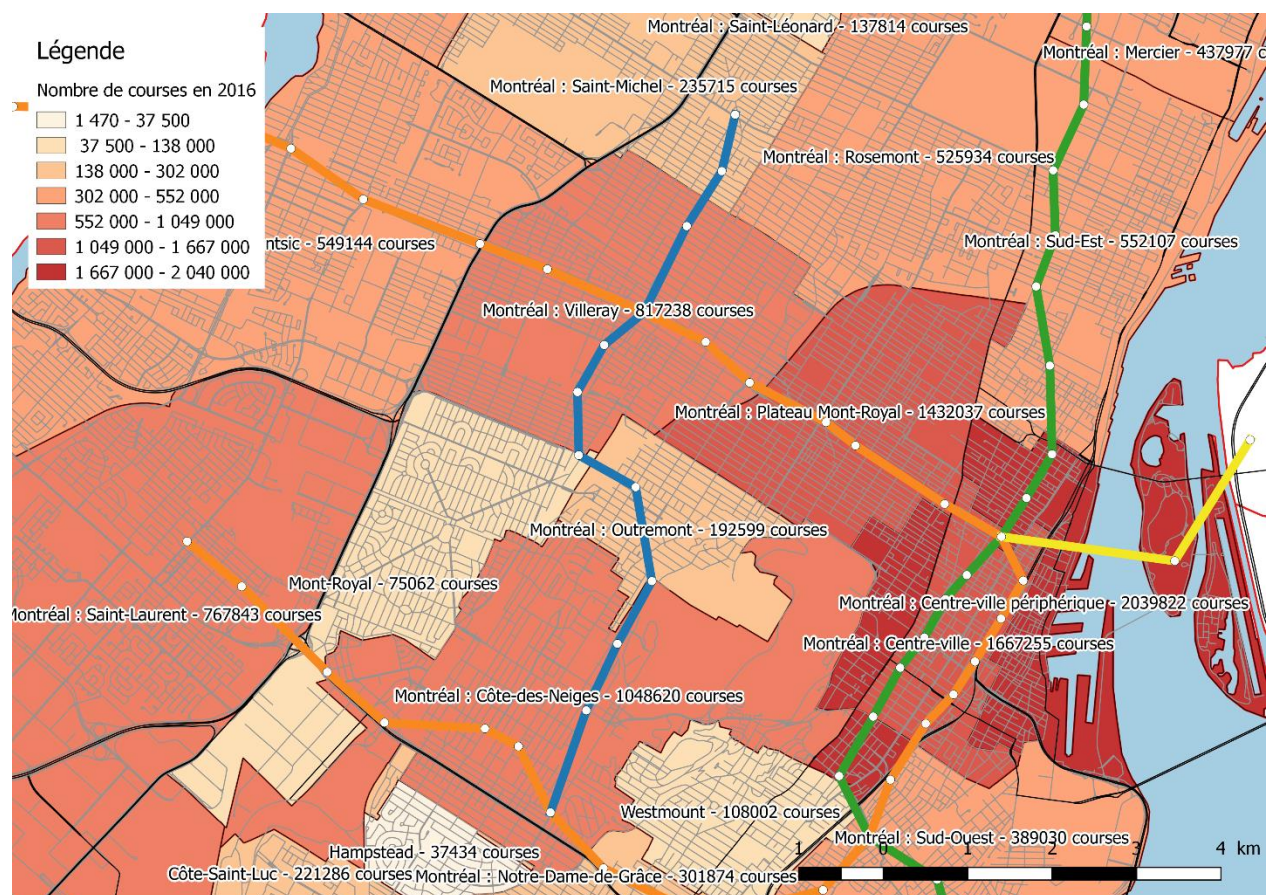 Légende
Nombre de courses en 2016
1 470 - 37 500
37 500 - 138 000
138 000 - 302 000
302 000 - 552 000
552 000 - 1 049 000
1 049 000 - 1 667 000
1 667 000 - 2 040 000
Montréal : Saint-Léonard - 137814 courses
Montréal : Mercier - 437977 c
Montréal : Saint-Michel - 235715 courses
Montréal : Rosemont - 525934 courses
ntsic - 549144 courses
Montréal : Sud-Est - 552107 courses
Montréal : Villeray - 817238 courses
Montréal : Plateau Mont-Royal - 1432037 courses
Montréal : Outremont - 192599 courses
Mont-Royal - 75062 courses
Montréal : Saint-Laurent - 767843 courses
Montréal : Centre-ville périphérique - 2039822 courses
Montréal : Centre-ville - 1667255 courses
Montréal : Côte-des-Neiges - 1048620 courses
Westmount - 108002 courses
Montréal : Sud-Ouest - 389030 courses
Hampstead - 37434 courses
1 0 1 2 3 4 km
Côte-Saint-Luc - 221286 courses
Montréal : Notre-Dame-de-Grâce - 301874 courses